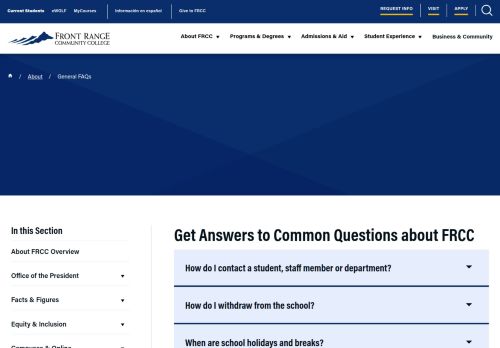 Current Students eWOLF MyCourses Información en español Give to FRCC REQUEST INFO VISIT APPLY
FRONT RANGE
COMMUNITY COLLEGE
About FRCC Programs & Degrees Admissions & Aid Student Experience Business & Community
/ About / General FAQs
In this Section
About FRCC Overview
Office of the President
Facts & Figures
Equity & Inclusion
Campuses & Online
Get Answers to Common Questions about FRCC
How do I contact a student, staff member or department?
How do I withdraw from the school?
When are school holidays and breaks?